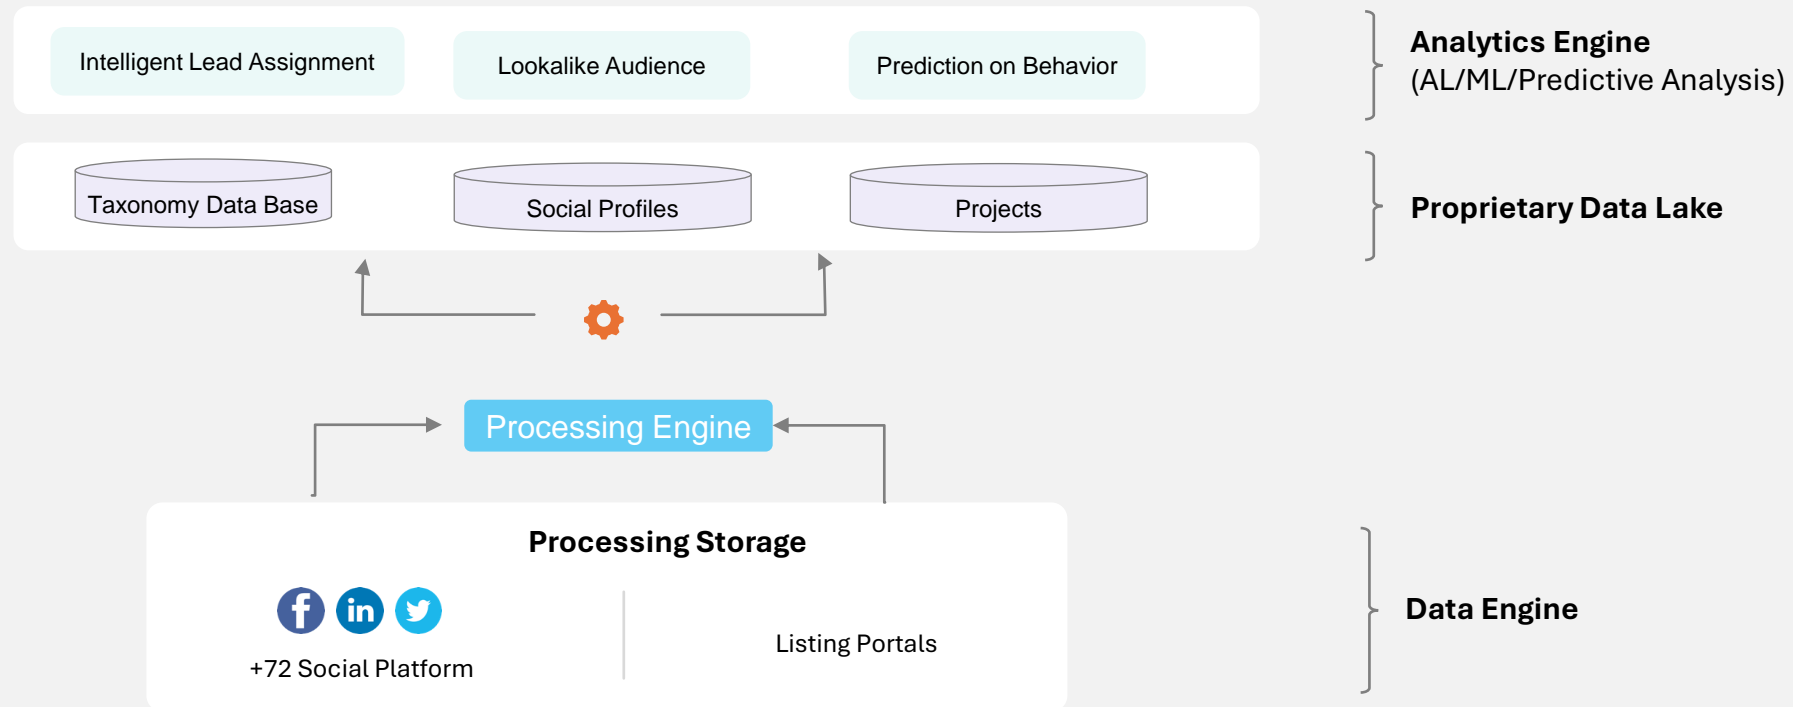 Intelligent Lead Assignment
Lookalike Audience
Prediction on Behavior
Analytics Engine
(AL/ML/Predictive Analysis)
Taxonomy Data Base
Social Profiles
Projects
Proprietary Data Lake
Processing Engine
Processing Storage
f in
+72 Social Platform
Listing Portals
Data Engine